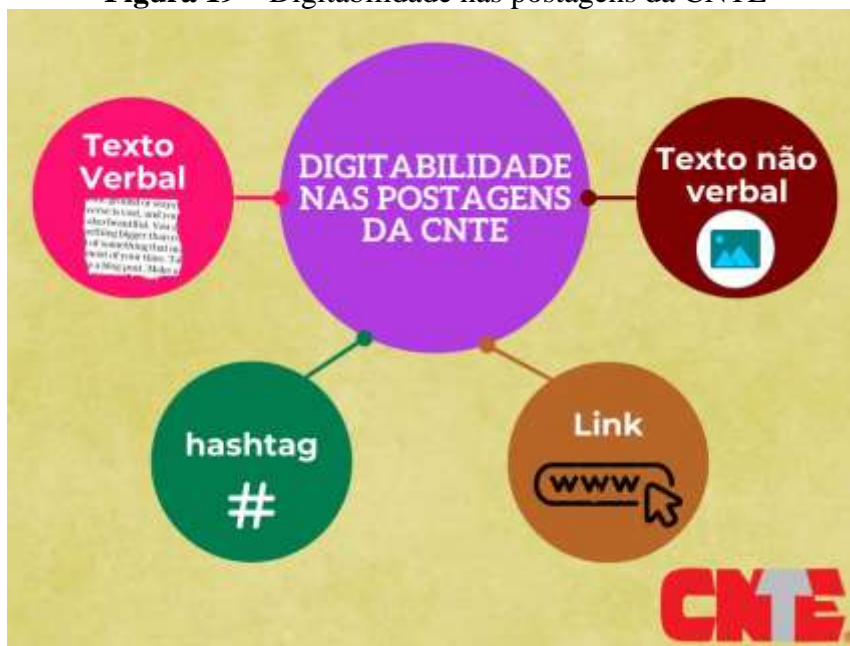 Figura 19 – Digitabilidade nas postagens da CNTE
Texto
Verbal
DIGITABILIDADE
NAS POSTAGENS
DA CNTE
Texto não
verbal
hashtag
#
Link
www
CNTE